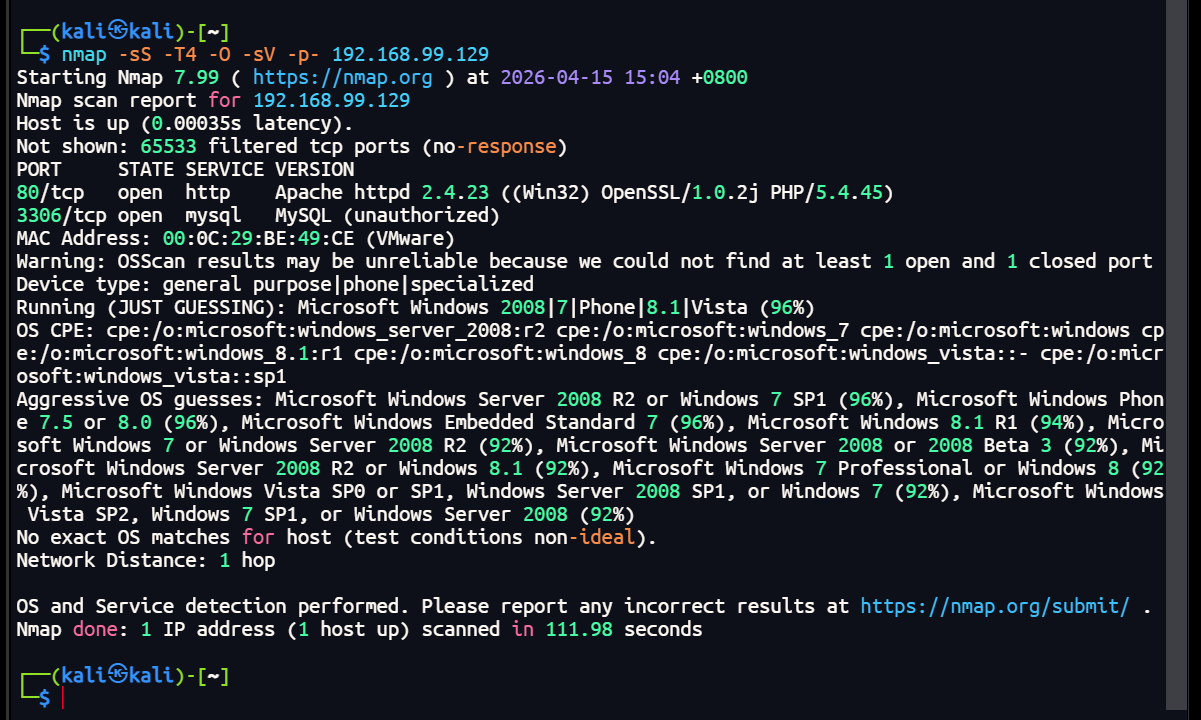 ┌──(kali㉿kali)-[~]
└─$ nmap -sS -T4 -O -sV -p- 192.168.99.129
Starting Nmap 7.99 ( https://nmap.org ) at 2026-04-15 15:04 +0800
Nmap scan report for 192.168.99.129
Host is up (0.00035s latency).
Not shown: 65533 filtered tcp ports (no-response)
PORT     STATE SERVICE VERSION
80/tcp   open  http    Apache httpd 2.4.23 ((Win32) OpenSSL/1.0.2j PHP/5.4.45)
3306/tcp open  mysql   MySQL (unauthorized)
MAC Address: 00:0C:29:BE:49:CE (VMware)
Warning: OSScan results may be unreliable because we could not find at least 1 open and 1 closed port
Device type: general purpose|phone|specialized
Running (JUST GUESSING): Microsoft Windows 2008|7|Phone|8.1|Vista (96%)
OS CPE: cpe:/o:microsoft:windows_server_2008:r2 cpe:/o:microsoft:windows_7 cpe:/o:microsoft:windows cp
e:/o:microsoft:windows_8.1:r1 cpe:/o:microsoft:windows_8 cpe:/o:microsoft:windows_vista::- cpe:/o:micr
osoft:windows_vista::sp1
Aggressive OS guesses: Microsoft Windows Server 2008 R2 or Windows 7 SP1 (96%), Microsoft Windows Phon
e 7.5 or 8.0 (96%), Microsoft Windows Embedded Standard 7 (96%), Microsoft Windows 8.1 R1 (94%), Micro
soft Windows 7 or Windows Server 2008 R2 (92%), Microsoft Windows Server 2008 or 2008 Beta 3 (92%), Mi
crosoft Windows Server 2008 R2 or Windows 8.1 (92%), Microsoft Windows 7 Professional or Windows 8 (92
%), Microsoft Windows Vista SP0 or SP1, Windows Server 2008 SP1, or Windows 7 (92%), Microsoft Windows
 Vista SP2, Windows 7 SP1, or Windows Server 2008 (92%)
No exact OS matches for host (test conditions non-ideal).
Network Distance: 1 hop

OS and Service detection performed. Please report any incorrect results at https://nmap.org/submit/ .
Nmap done: 1 IP address (1 host up) scanned in 111.98 seconds

┌──(kali㉿kali)-[~]
└─$